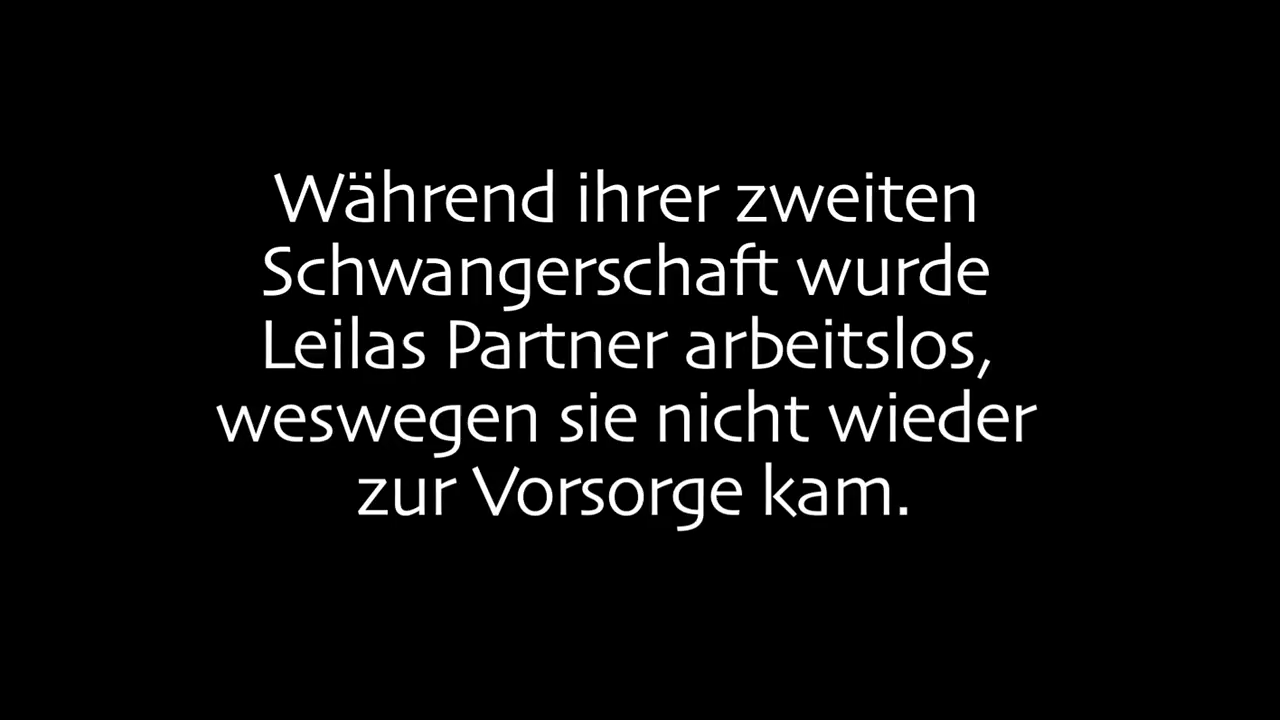 Während ihrer zweiten
Schwangerschaft wurde
Leilas Partner arbeitslos,
weswegen sie nicht wieder
zur Vorsorge kam.